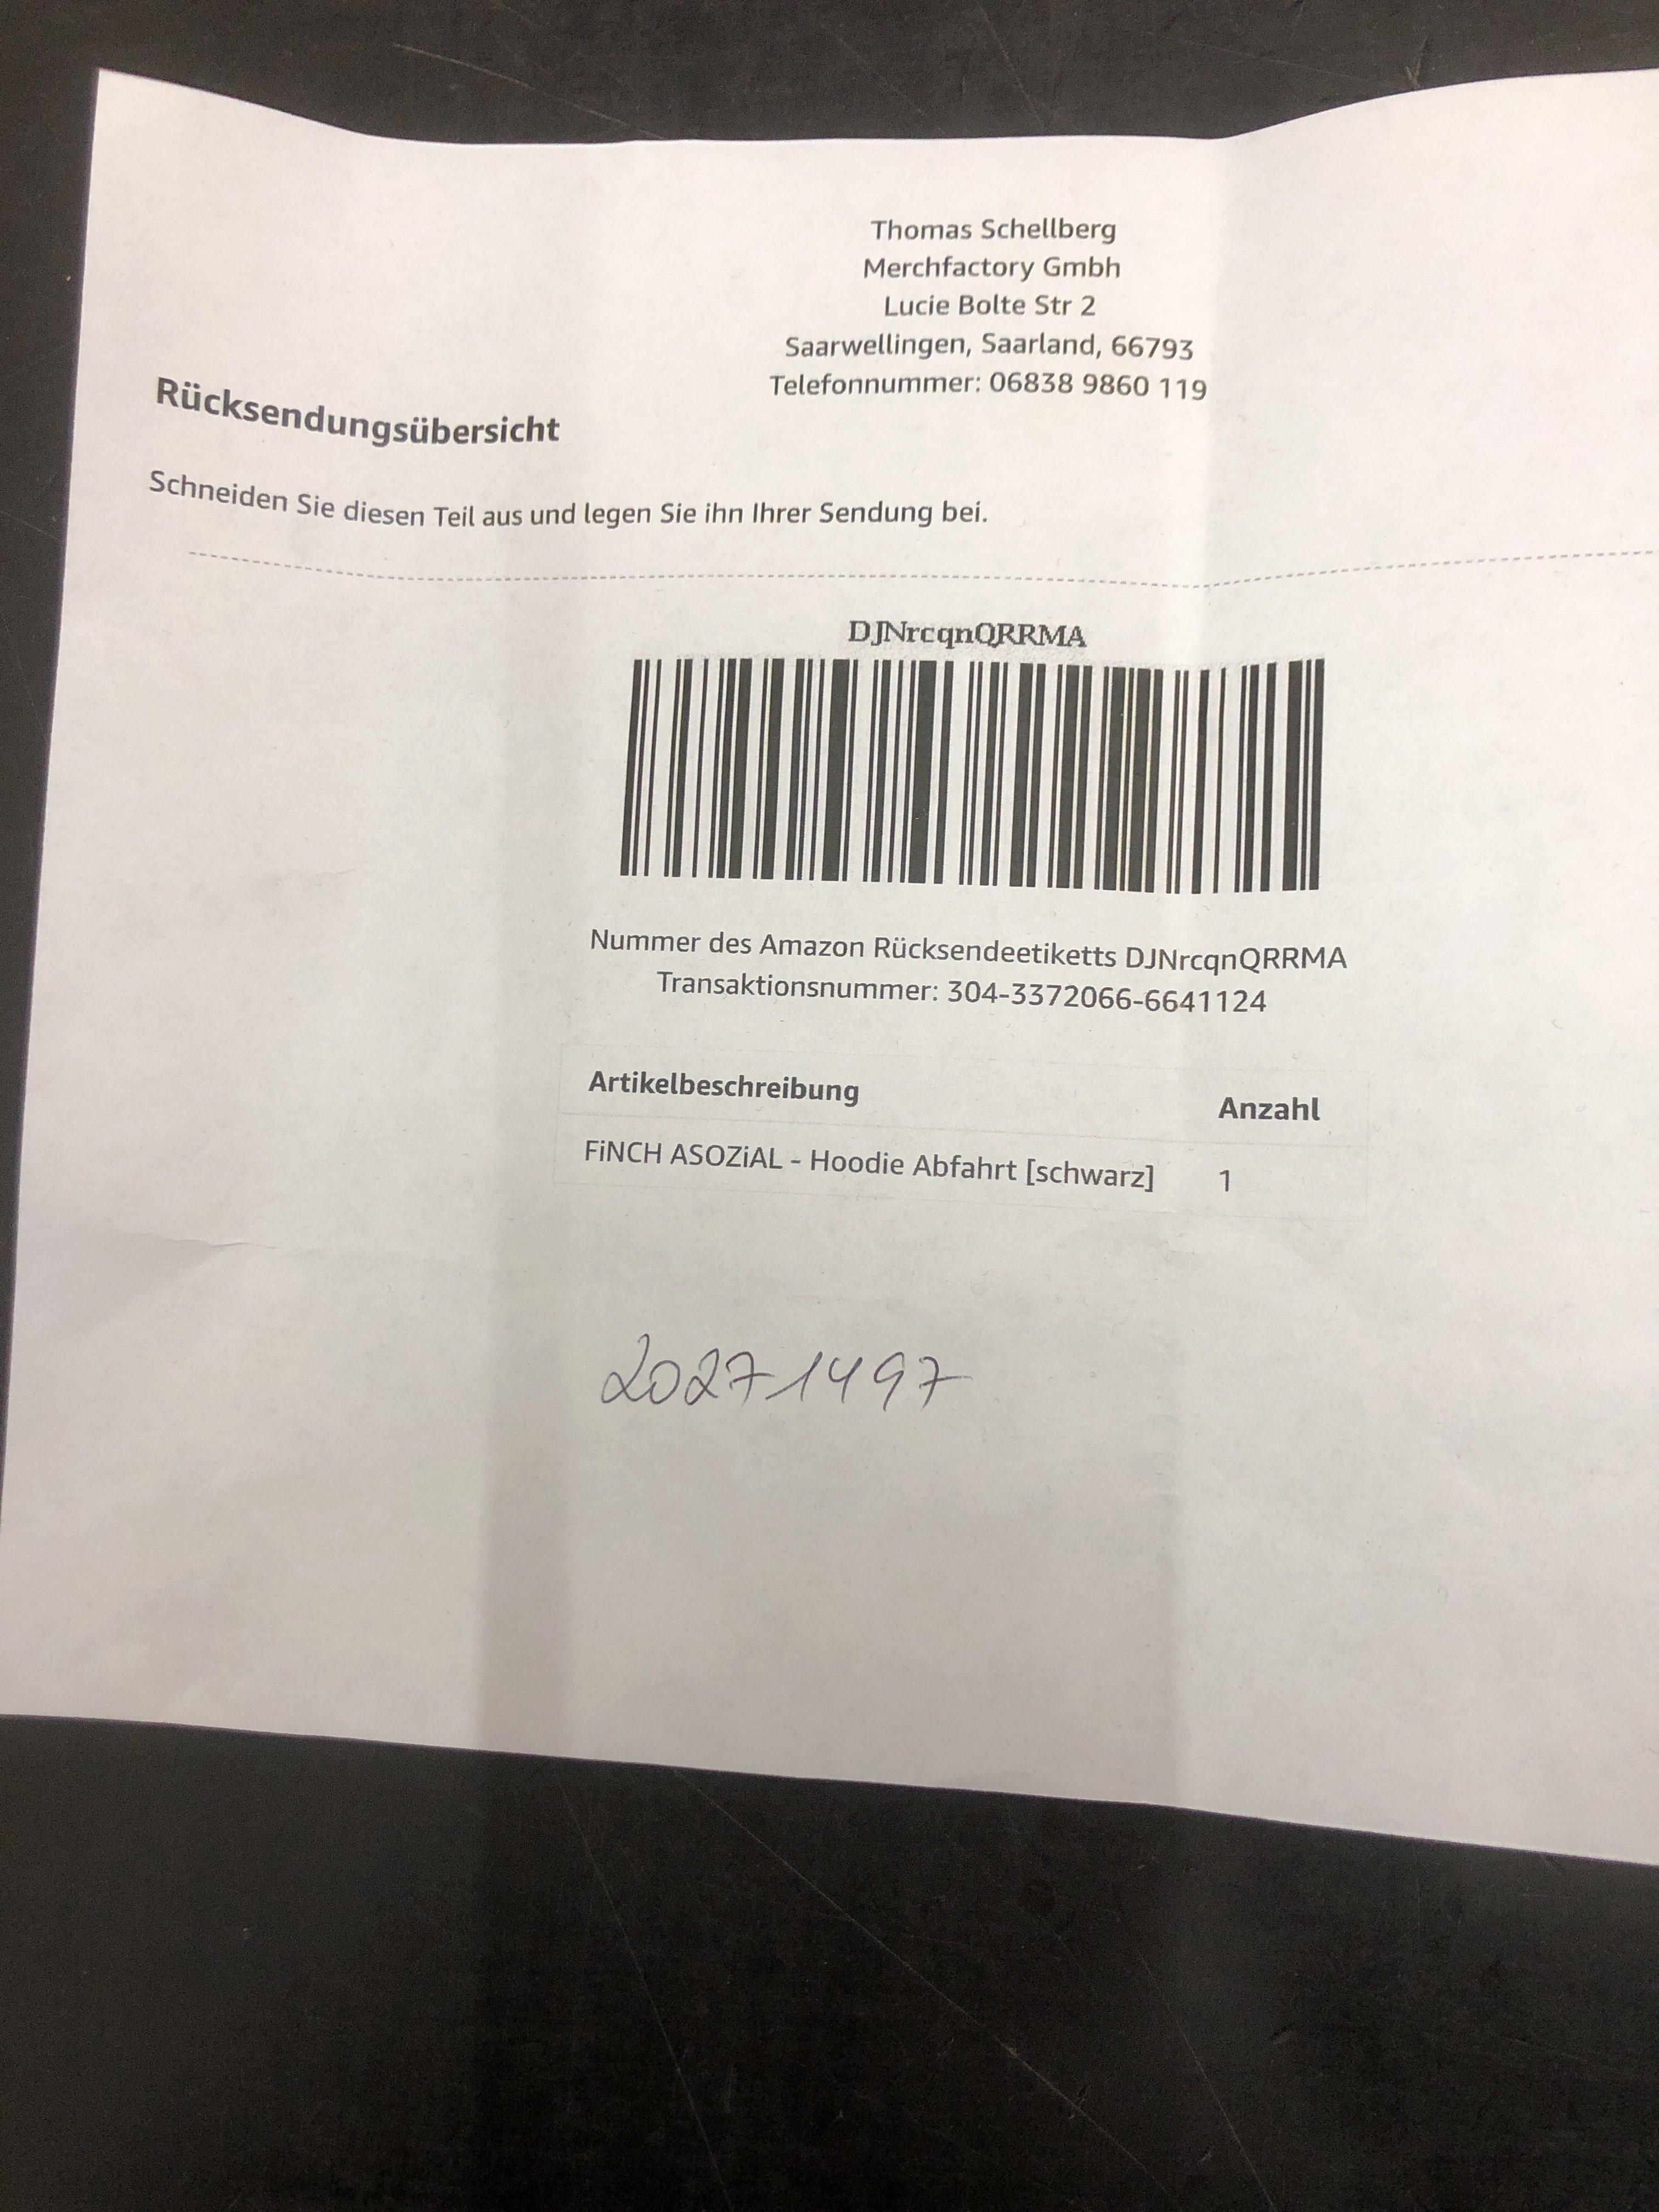 Thomas Schellberg
Merchfactory Gmbh
Lucie Bolte Str 2
Saarwellingen, Saarland, 66793
Telefonnummer: 06838 9860 119
Rücksendungsübersicht
Schneiden Sie diesen Teil aus und legen Sie ihn Ihrer Sendung bei.
DJNrcqnQRRMA
Nummer des Amazon Rücksendeetiketts DJNrcqnQRRMA
Transaktionsnummer: 304-3372066-6641124
Artikelbeschreibung Anzahl
FiNCH ASOZiAL - Hoodie Abfahrt [schwarz] 1
20271497